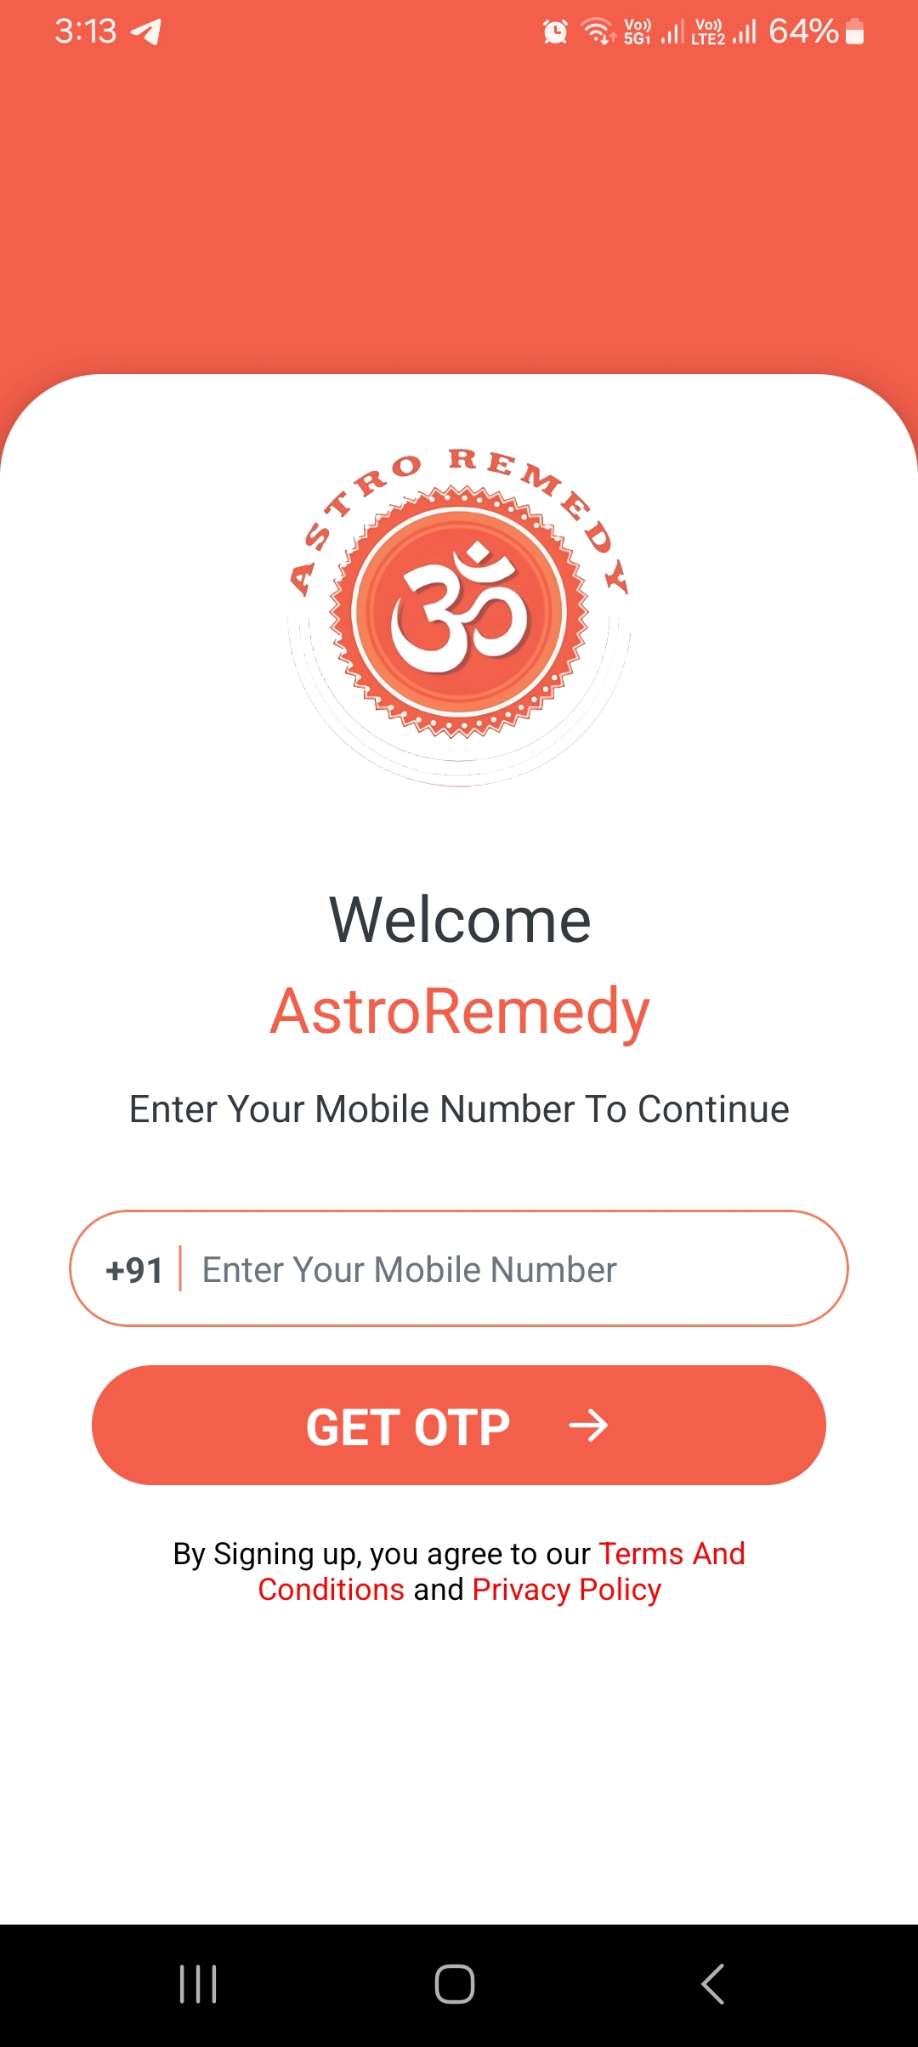 3:13
Vo)) 5G1 Vo)) LTE2 64%
ASTRO REMEDY
ॐ
Welcome
AstroRemedy
Enter Your Mobile Number To Continue
+91 Enter Your Mobile Number
GET OTP →
By Signing up, you agree to our Terms And
Conditions and Privacy Policy